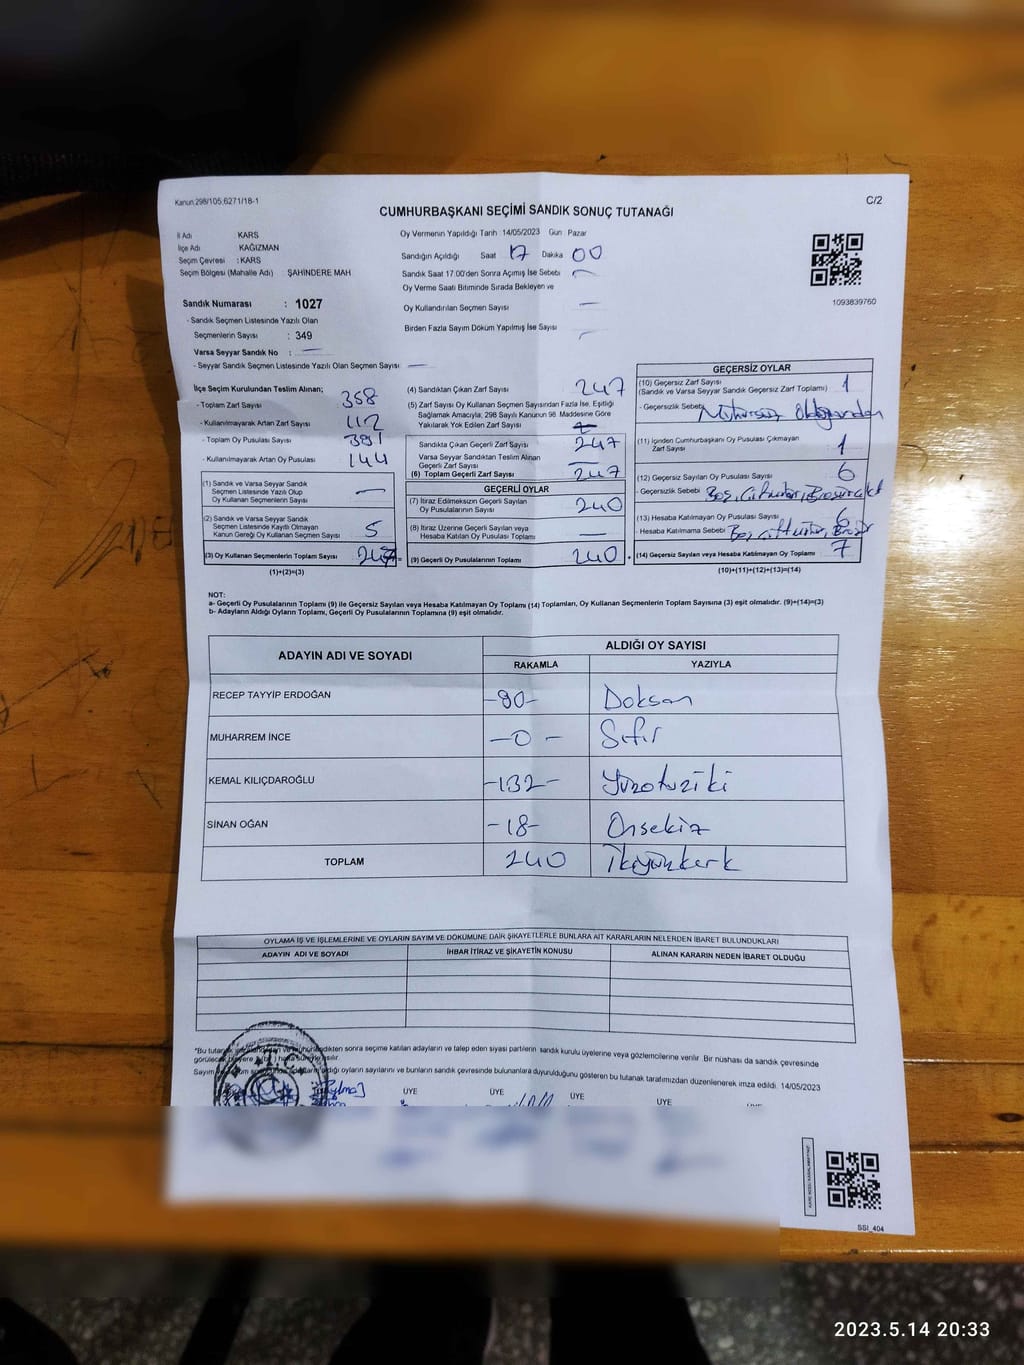 Kanun:298/105,6271/18-1
C/2
CUMHURBAŞKANI SEÇİMİ SANDIK SONUÇ TUTANAĞI
İl Adı : KARS
İlçe Adı : KAĞIZMAN
Seçim Çevresi : KARS
Seçim Bölgesi (Mahalle Adı) : ŞAHİNDERE MAH
Sandık Numarası : 1027
- Sandık Seçmen Listesinde Yazılı Olan
Seçmenlerin Sayısı : 349
Varsa Seyyar Sandık No : —
- Seyyar Sandık Seçmen Listesinde Yazılı Olan Seçmen Sayısı : —
Oy Vermenin Yapıldığı Tarih 14/05/2023 Gün Pazar
Sandığın Açıldığı Saat 17 Dakika 00
Sandık Saat 17.00'den Sonra Açımış İse Sebebi —
Oy Verme Saati Bitiminde Sırada Bekleyen ve
Oy Kullandırılan Seçmen Sayısı —
Birden Fazla Sayım Döküm Yapılmış İse Sayısı —
1093839760
İlçe Seçim Kurulundan Teslim Alınan;
- Toplam Zarf Sayısı 358
- Kullanılmayarak Artan Zarf Sayısı 112
- Toplam Oy Pusulası Sayısı 391
- Kullanılmayarak Artan Oy Pusulası 144
(1) Sandık ve Varsa Seyyar Sandık
Seçmen Listesinde Yazılı Olup
Oy Kullanan Seçmenlerin Sayısı —
(2) Sandık ve Varsa Seyyar Sandık
Seçmen Listesinde Kayıtlı Olmayan
Kanun Gereği Oy Kullanan Seçmen Sayısı 5
(3) Oy Kullanan Seçmenlerin Toplam Sayısı 247 =
(1)+(2)=(3)
(4) Sandıktan Çıkan Zarf Sayısı 247
(5) Zarf Sayısı Oy Kullanan Seçmen Sayısından Fazla İse, Eşitliği
Sağlamak Amacıyla, 298 Sayılı Kanunun 98. Maddesine Göre
Yakılarak Yok Edilen Zarf Sayısı
Sandıkta Çıkan Geçerli Zarf Sayısı 247
Varsa Seyyar Sandıktan Teslim Alınan
Geçerli Zarf Sayısı —
(6) Toplam Geçerli Zarf Sayısı 247
GEÇERLİ OYLAR
(7) İtiraz Edilmeksizin Geçerli Sayılan
Oy Pusulalarının Sayısı 240
(8) İtiraz Üzerine Geçerli Sayılan veya
Hesaba Katılan Oy Pusulası Toplamı —
(9) Geçerli Oy Pusulalarının Toplamı 240 +
GEÇERSİZ OYLAR
(10) Geçersiz Zarf Sayısı
(Sandık ve Varsa Seyyar Sandık Geçersiz Zarf Toplamı) 1
- Geçersizlik Sebebi Mühürsüz olduğundan
(11) İçinden Cumhurbaşkanı Oy Pusulası Çıkmayan
Zarf Sayısı 1
(12) Geçersiz Sayılan Oy Pusulası Sayısı 6
- Geçersizlik Sebebi Boş,
(13) Hesaba Katılmayan Oy Pusulası Sayısı 6
- Hesaba Katılmama Sebebi Boş,
(14) Geçersiz Sayılan veya Hesaba Katılmayan Oy Toplamı 7
(10)+(11)+(12)+(13)=(14)
NOT:
a- Geçerli Oy Pusulalarının Toplamı (9) ile Geçersiz Sayılan veya Hesaba Katılmayan Oy Toplamı (14) Toplamları, Oy Kullanan Seçmenlerin Toplam Sayısına (3) eşit olmalıdır. (9)+(14)=(3)
b- Adayların Aldığı Oyların Toplamı, Geçerli Oy Pusulalarının Toplamına (9) eşit olmalıdır.
ADAYIN ADI VE SOYADI ALDIĞI OY SAYISI
RAKAMLA YAZIYLA
RECEP TAYYİP ERDOĞAN -90- Doksan
MUHARREM İNCE -0- Sıfır
KEMAL KILIÇDAROĞLU -132- Yüzotuziki
SİNAN OĞAN -18- Onsekiz
TOPLAM 240 İkiyüzkırk
OYLAMA İŞ VE İŞLEMLERİNE VE OYLARIN SAYIM VE DÖKÜMÜNE DAİR ŞİKAYETLERLE BUNLARA AİT KARARLARIN NELERDEN İBARET BULUNDUKLARI
ADAYIN ADI VE SOYADI İHBAR İTİRAZ VE ŞİKAYETİN KONUSU ALINAN KARARIN NEDEN İBARET OLDUĞU
*Bu sonra seçime katılan adayların ve talep eden siyasi partilerin sandık kurulu üyelerine veya gözlemcilerine verilir. Bir nüshası da sandık çevresinde
görülecek
Sayım aldığı oyların sayılarını ve bunların sandık çevresinde bulunanlara duyurulduğunu gösteren bu tutanak tarafımızdan düzenlenerek imza edildi. 14/05/2023
T.C.
ÜYE ÜYE ÜYE ÜYE
SSI_404
2023.5.14 20:33